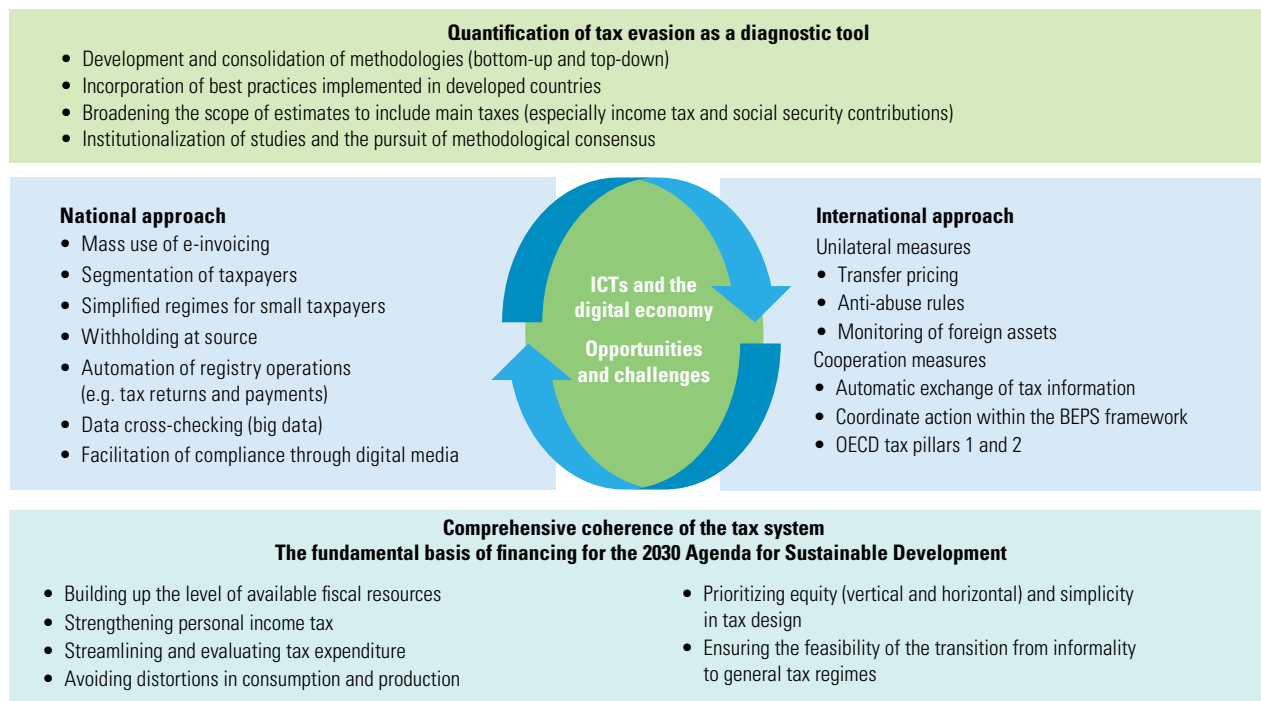 Quantification of tax evasion as a diagnostic tool
• Development and consolidation of methodologies (bottom-up and top-down)
• Incorporation of best practices implemented in developed countries
• Broadening the scope of estimates to include main taxes (especially income tax and social security contributions)
• Institutionalization of studies and the pursuit of methodological consensus
National approach
• Mass use of e-invoicing
• Segmentation of taxpayers
• Simplified regimes for small taxpayers
• Withholding at source
• Automation of registry operations
(e.g. tax returns and payments)
• Data cross-checking (big data)
• Facilitation of compliance through digital media
ICTs and the
digital economy
Opportunities
and challenges
International approach
Unilateral measures
• Transfer pricing
• Anti-abuse rules
• Monitoring of foreign assets
Cooperation measures
• Automatic exchange of tax information
• Coordinate action within the BEPS framework
• OECD tax pillars 1 and 2
Comprehensive coherence of the tax system
The fundamental basis of financing for the 2030 Agenda for Sustainable Development
• Building up the level of available fiscal resources
• Strengthening personal income tax
• Streamlining and evaluating tax expenditure
• Avoiding distortions in consumption and production
• Prioritizing equity (vertical and horizontal) and simplicity
in tax design
• Ensuring the feasibility of the transition from informality
to general tax regimes